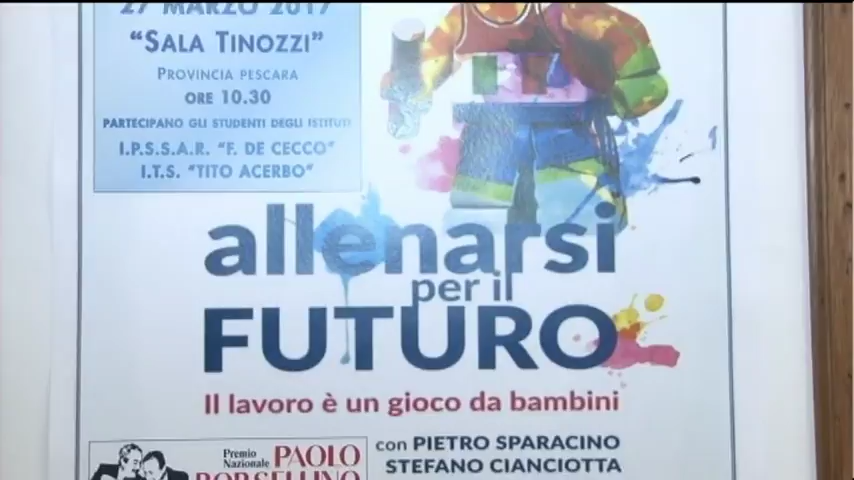 27 MARZO 2017
“SALA TINOZZI”
PROVINCIA PESCARA
ORE 10.30
PARTECIPANO GLI STUDENTI DEGLI ISTITUTI
I.P.S.S.A.R. “F. DE CECCO”
I.T.S. “TITO ACERBO”
allenarsi
per il
FUTURO
Il lavoro è un gioco da bambini
con PIETRO SPARACINO
STEFANO CIANCIOTTA
Premio
Nazionale
PAOLO
BORSELLINO